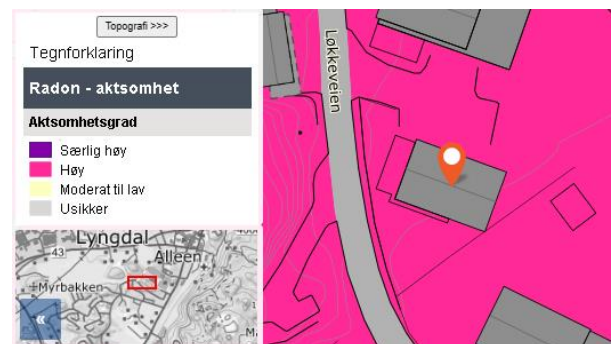 Topografi >>>
Tegnforklaring
Radon - aktsomhet
Aktsomhetsgrad
Særlig høy
Høy
Moderat til lav
Usikker
Løkkeveien
Lyngdal
43
Alleen
Myrbakken
«